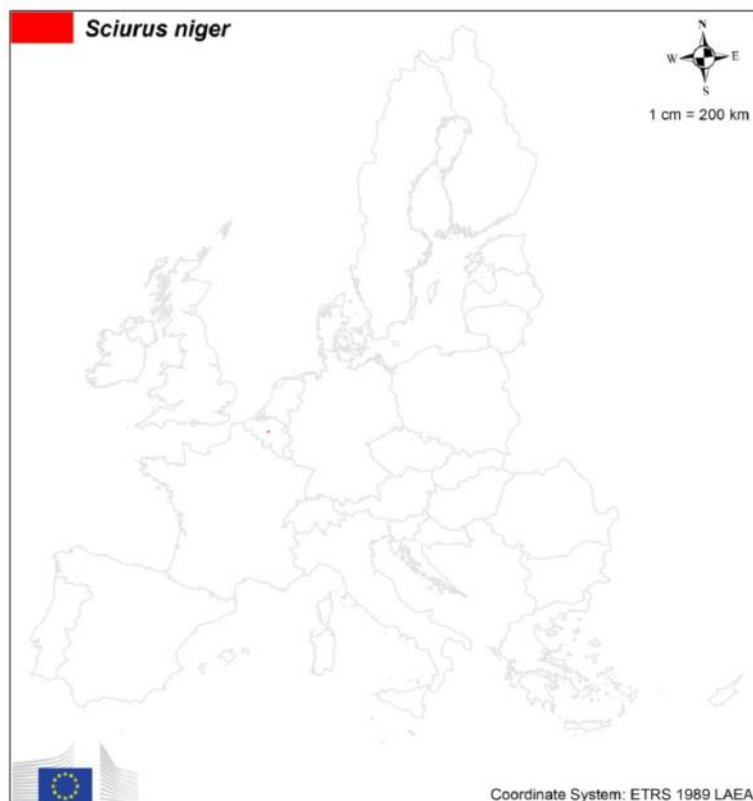 Sciurus niger
N
W E
S
1 cm = 200 km
Coordinate System: ETRS 1989 LAEA